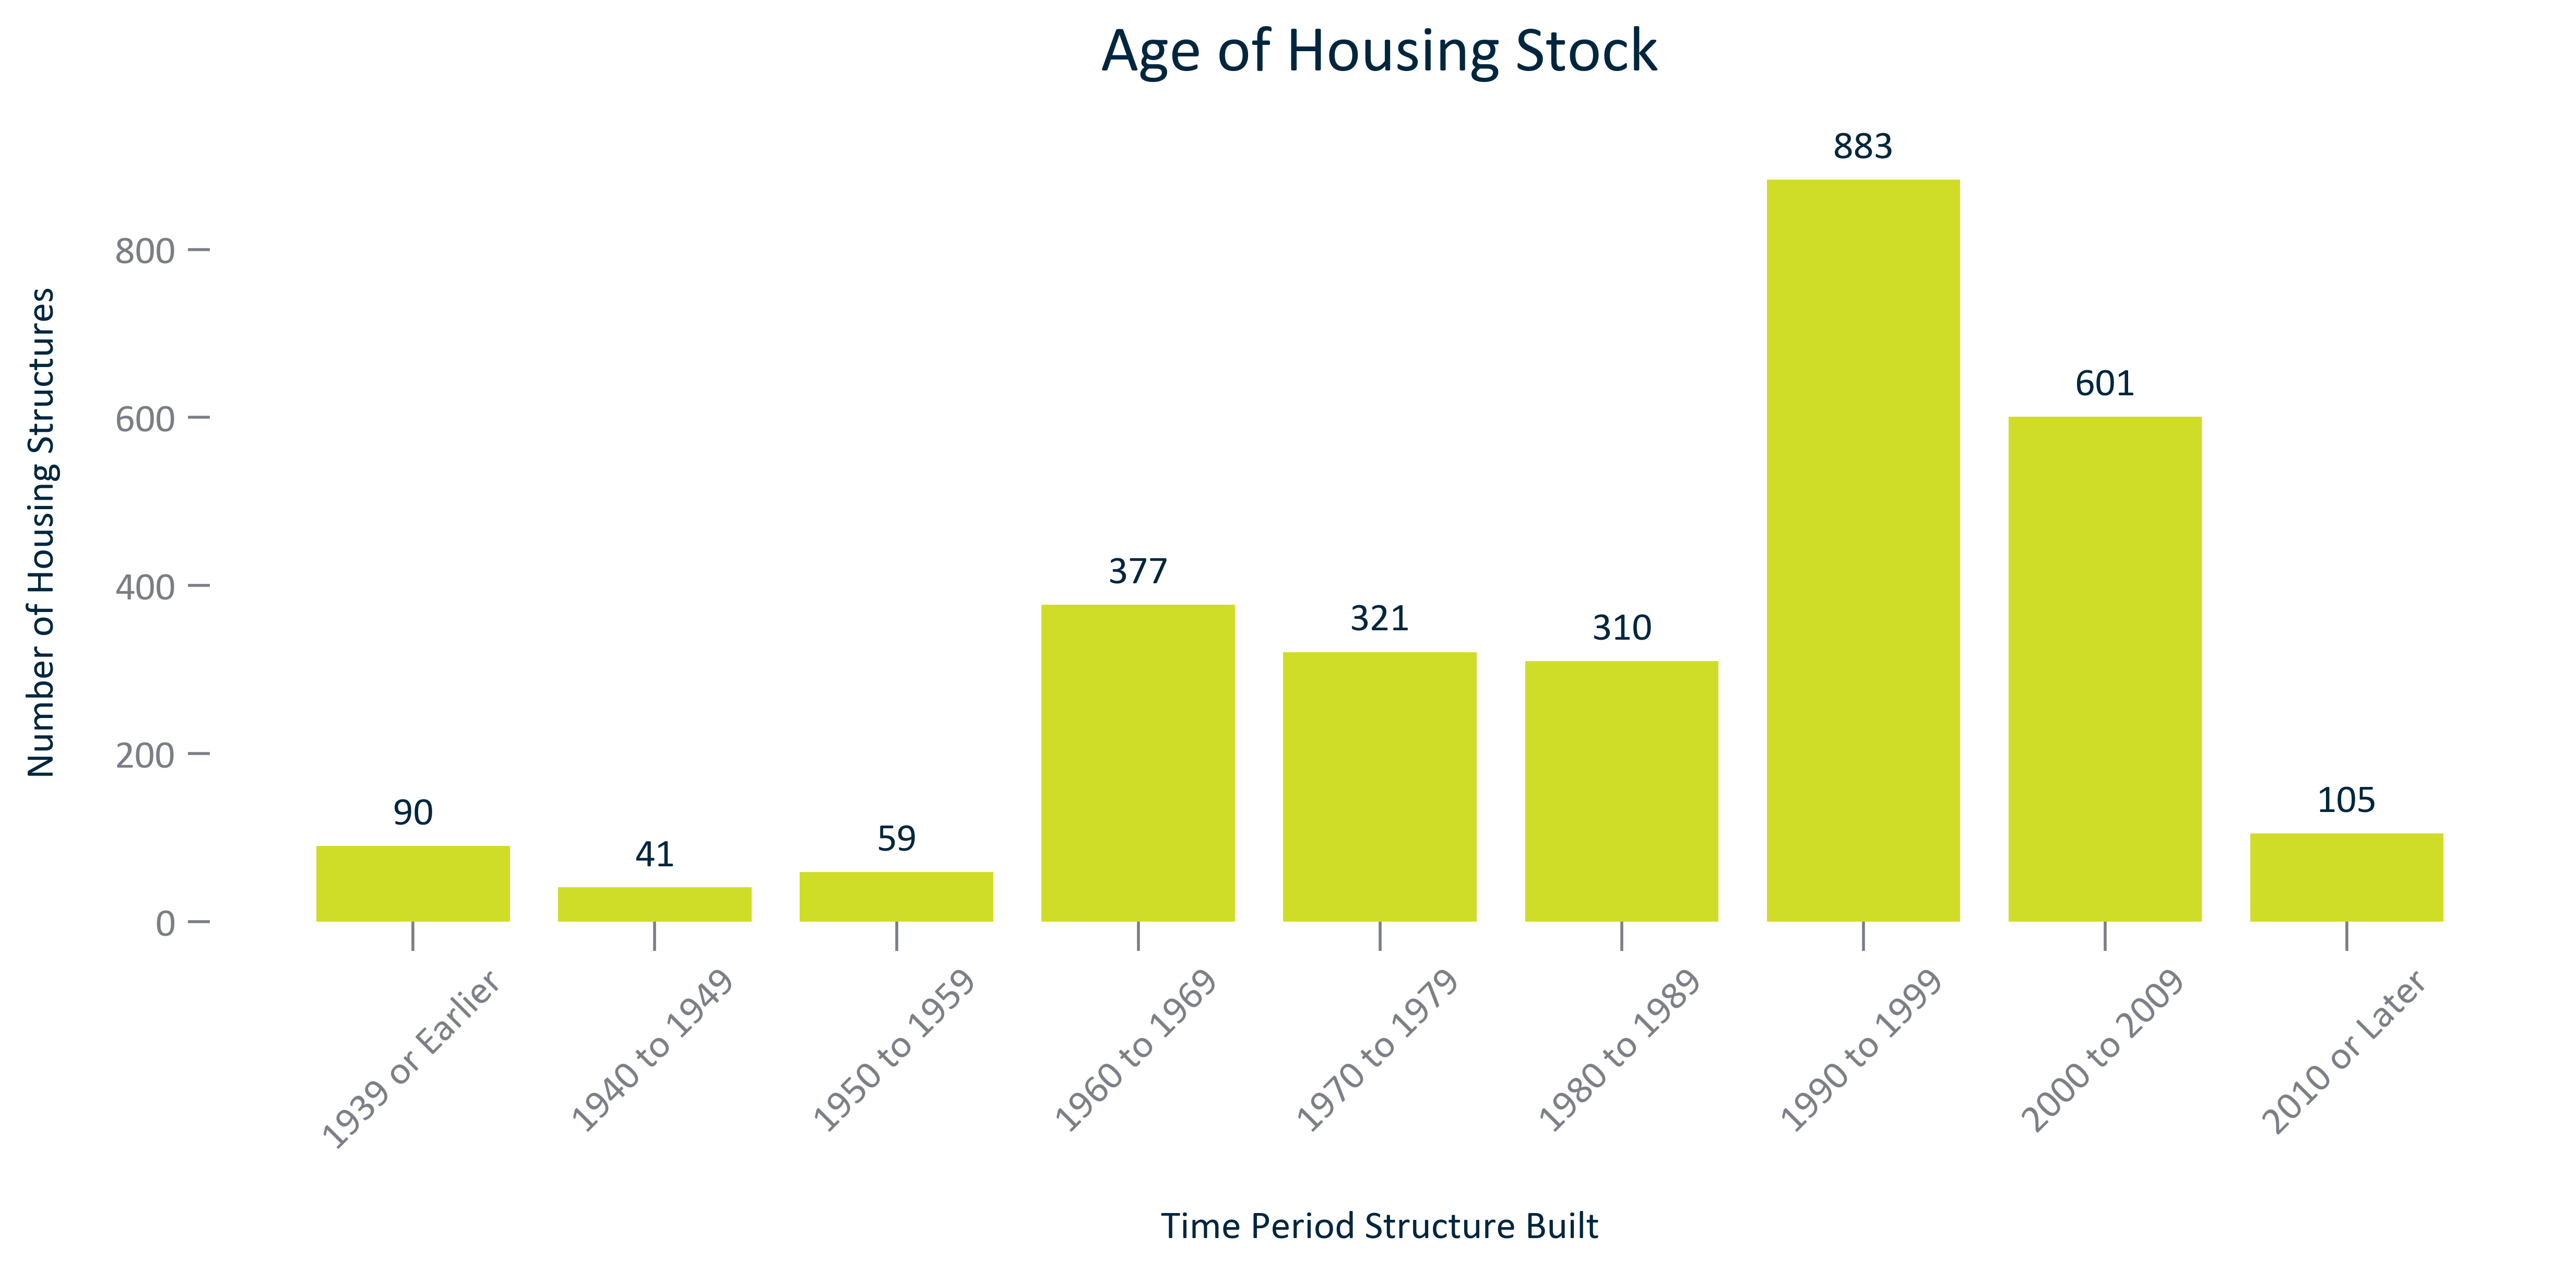 Age of Housing Stock
Number of Housing Structures
800
600
400
200
0
90
41
59
377
321
310
883
601
105
1939 or Earlier
1940 to 1949
1950 to 1959
1960 to 1969
1970 to 1979
1980 to 1989
1990 to 1999
2000 to 2009
2010 or Later
Time Period Structure Built